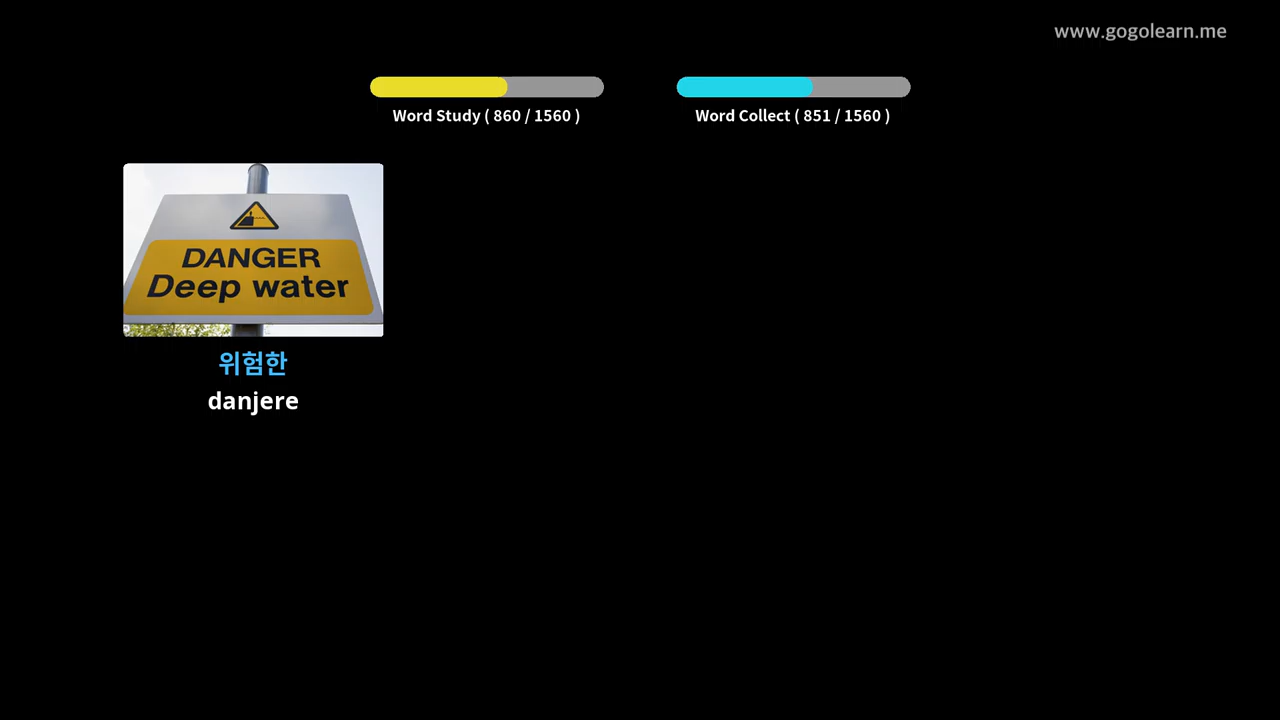 www.gogolearn.me
Word Study ( 860 / 1560 )
Word Collect ( 851 / 1560 )
DANGER
Deep water
위험한
danjere